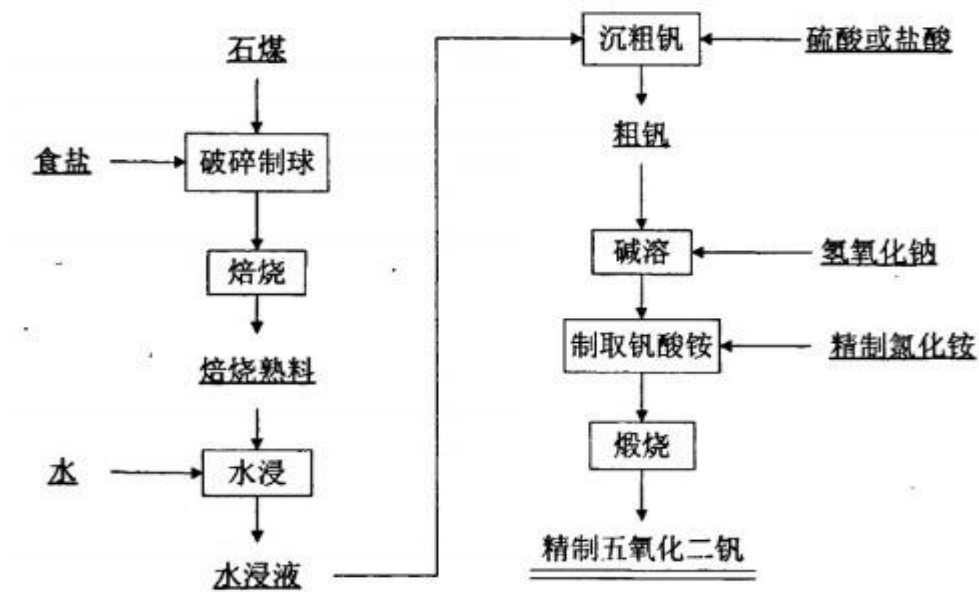 石煤
食盐
破碎制球
焙烧
焙烧熟料
水
水浸
水浸液
沉粗钒
硫酸或盐酸
粗钒
碱溶
氢氧化钠
制取钒酸铵
精制氯化铵
煅烧
精制五氧化二钒